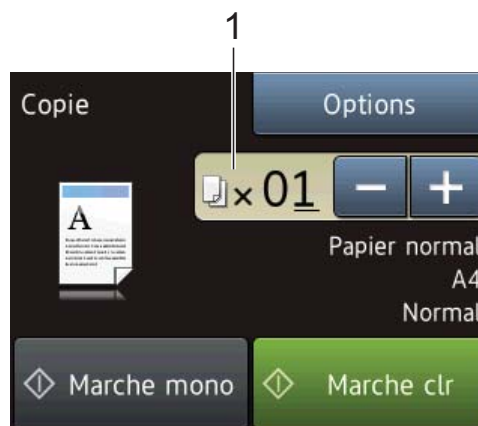 1
Copie
Options
× 01
− +
A
Papier normal
A4
Normal
Marche mono
Marche clr